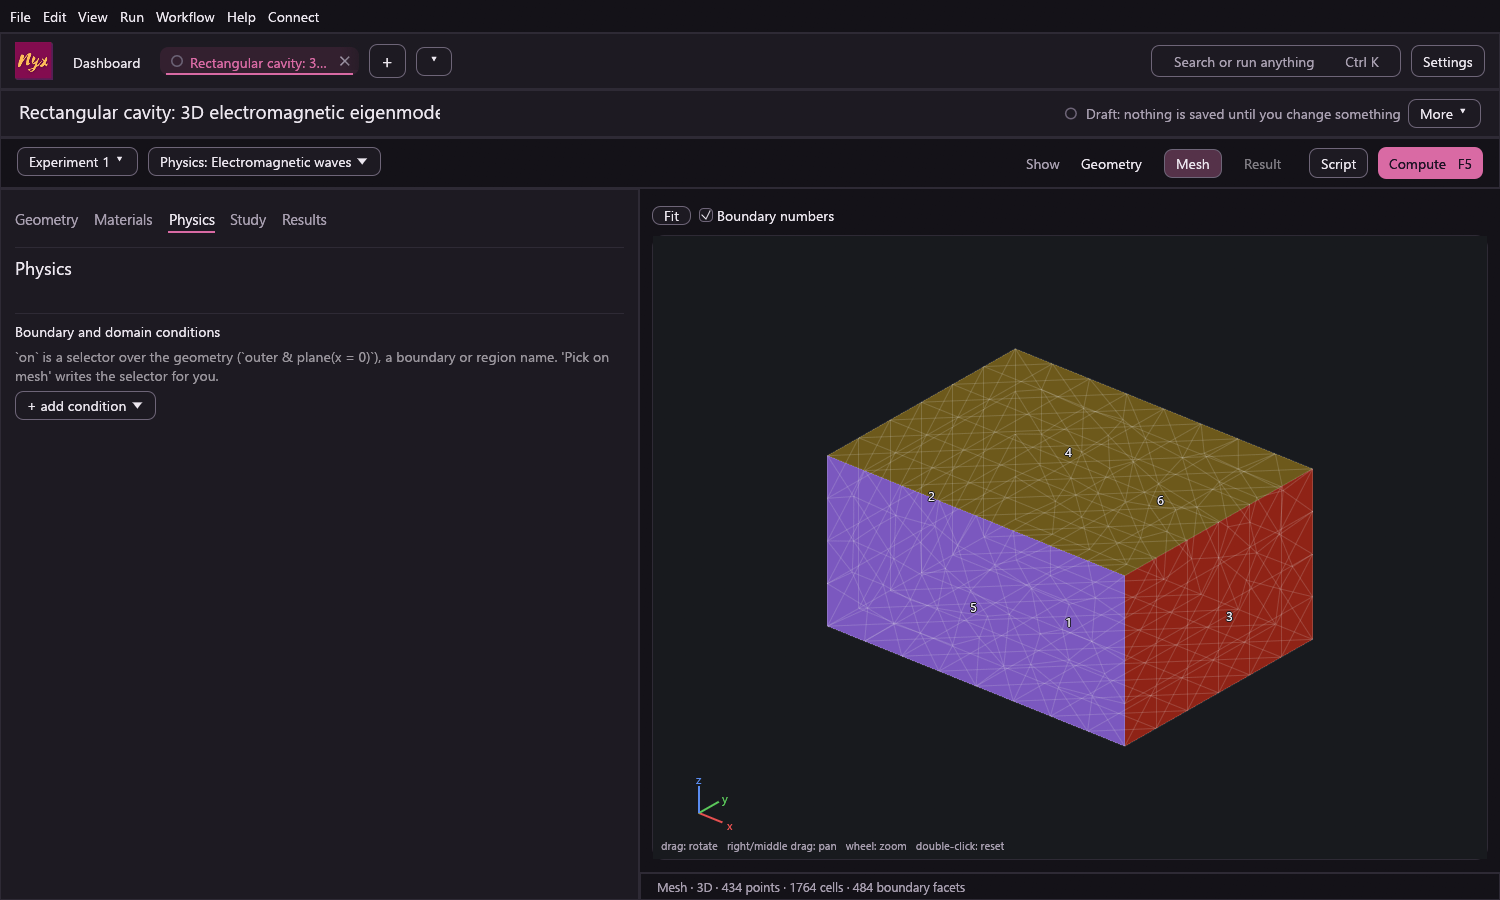 File Edit View Run Workflow Help Connect
Nyx
Dashboard
Rectangular cavity: 3...
+
Search or run anything Ctrl K
Settings
Rectangular cavity: 3D electromagnetic eigenmode
Draft: nothing is saved until you change something
More
Experiment 1
Physics: Electromagnetic waves
Show Geometry Mesh Result
Script
Compute F5
Geometry Materials Physics Study Results
Physics
Boundary and domain conditions
`on` is a selector over the geometry (`outer & plane(x = 0)`), a boundary or region name. 'Pick on
mesh' writes the selector for you.
+ add condition
Fit
Boundary numbers
4
2
6
5
1
3
z
y
x
drag: rotate right/middle drag: pan wheel: zoom double-click: reset
Mesh · 3D · 434 points · 1764 cells · 484 boundary facets